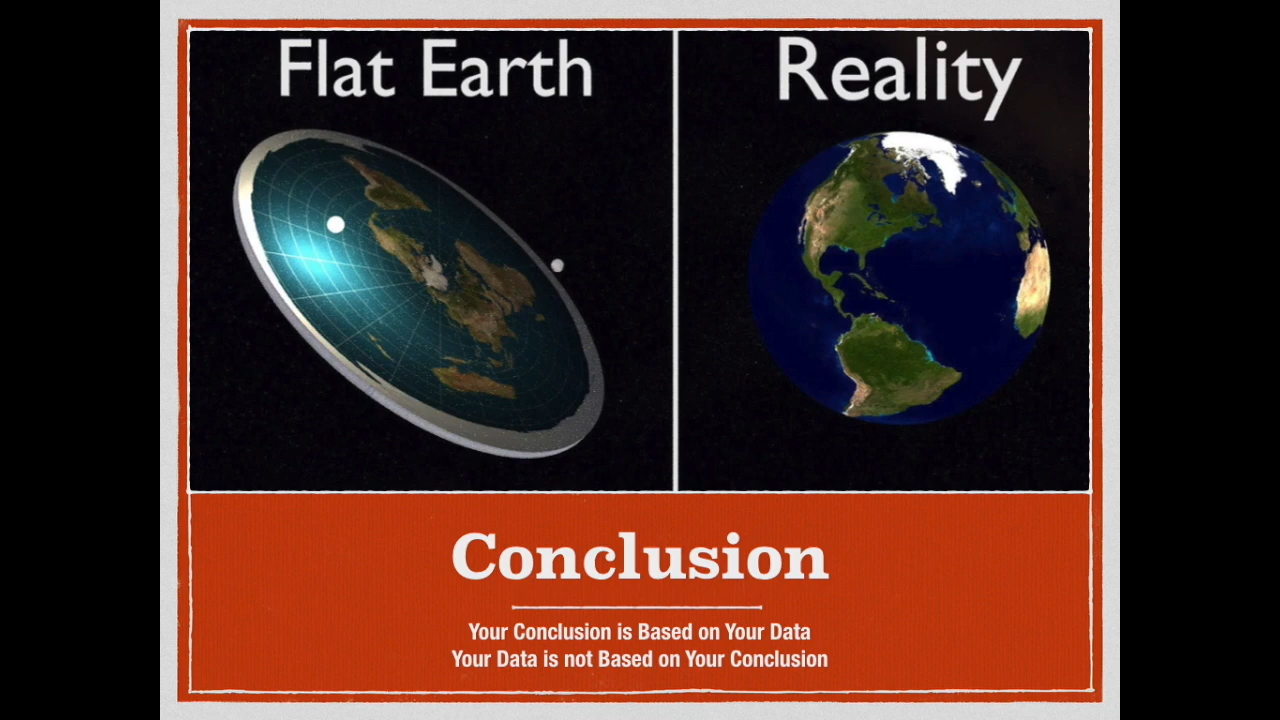 Flat Earth
Reality
Conclusion
Your Conclusion is Based on Your Data
Your Data is not Based on Your Conclusion